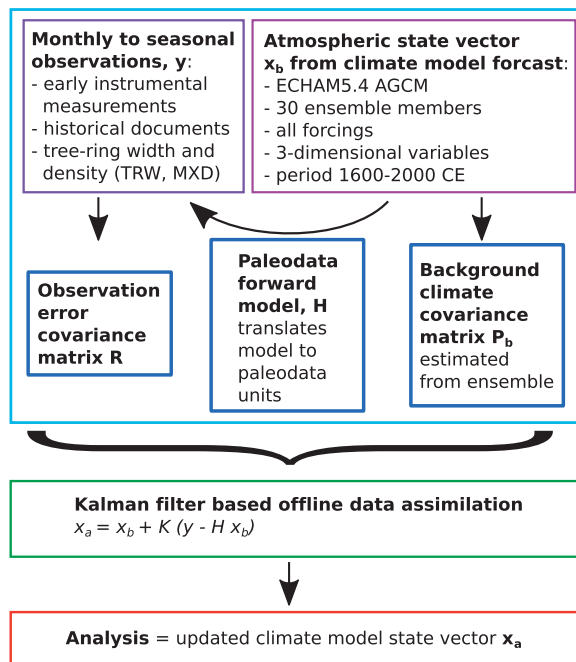 Monthly to seasonal
observations, y:
- early instrumental
measurements
- historical documents
- tree-ring width and
density (TRW, MXD)
Atmospheric state vector
xb from climate model forcast:
- ECHAM5.4 AGCM
- 30 ensemble members
- all forcings
- 3-dimensional variables
- period 1600-2000 CE
Observation
error
covariance
matrix R
Paleodata
forward
model, H
translates
model to
paleodata
units
Background
climate
covariance
matrix Pb
estimated
from ensemble
Kalman filter based offline data assimilation
xa = xb + K (y - H xb)
Analysis = updated climate model state vector xa